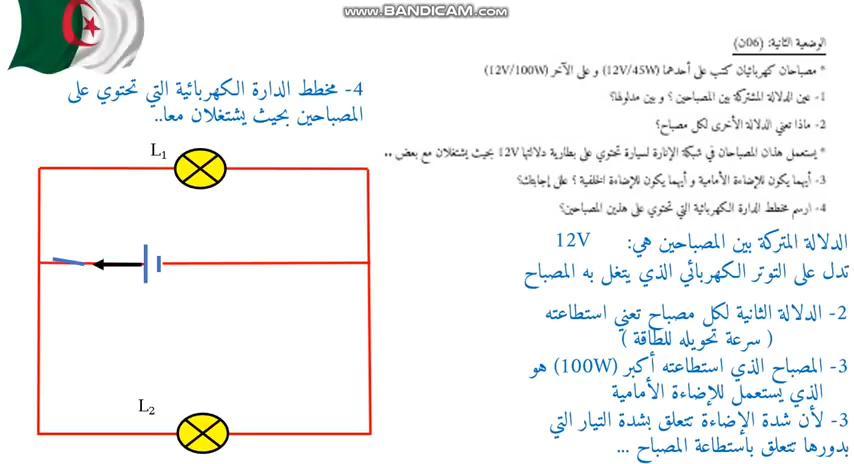 www.BANDICAM.com
الوضعية الثانية: (06ن)
* مصباحان كهربائيان كتب على أحدهما (12V/45W) و على الآخر (12V/100W)
1- عين الدلالة المشتركة بين المصباحين ؟ و بين مدلولها؟
2- ماذا تعني الدلالة الأخرى لكل مصباح؟
* يستعمل هذان المصباحان في شبكة الإنارة لسيارة تحتوي على بطارية دلالتها 12V بحيث يشتغلان مع بعض ..
3- أيهما يكون للإضاءة الأمامية و أيهما يكون للإضاءة الخلفية ؟ علل إجابتك؟
4- ارسم مخطط الدارة الكهربائية التي تحتوي على هذين المصباحين؟
الدلالة المتركة بين المصباحين هي: 12V
تدل على التوتر الكهربائي الذي يتغل به المصباح
2- الدلالة الثانية لكل مصباح تعني استطاعته
( سرعة تحويله للطاقة )
3- المصباح الذي استطاعته أكبر (100W) هو
الذي يستعمل للإضاءة الأمامية
3- لأن شدة الإضاءة تتعلق بشدة التيار التي
بدورها تتعلق باستطاعة المصباح ...
4- مخطط الدارة الكهربائية التي تحتوي على
المصباحين بحيث يشتغلان معا..
L1
L2